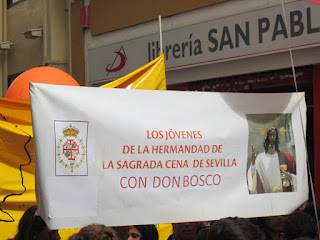 librería SAN PABL
LOS JÓVENES
DE LA HERMANDAD DE
LA SAGRADA CENA DE SEVILLA
CON DON BOSCO